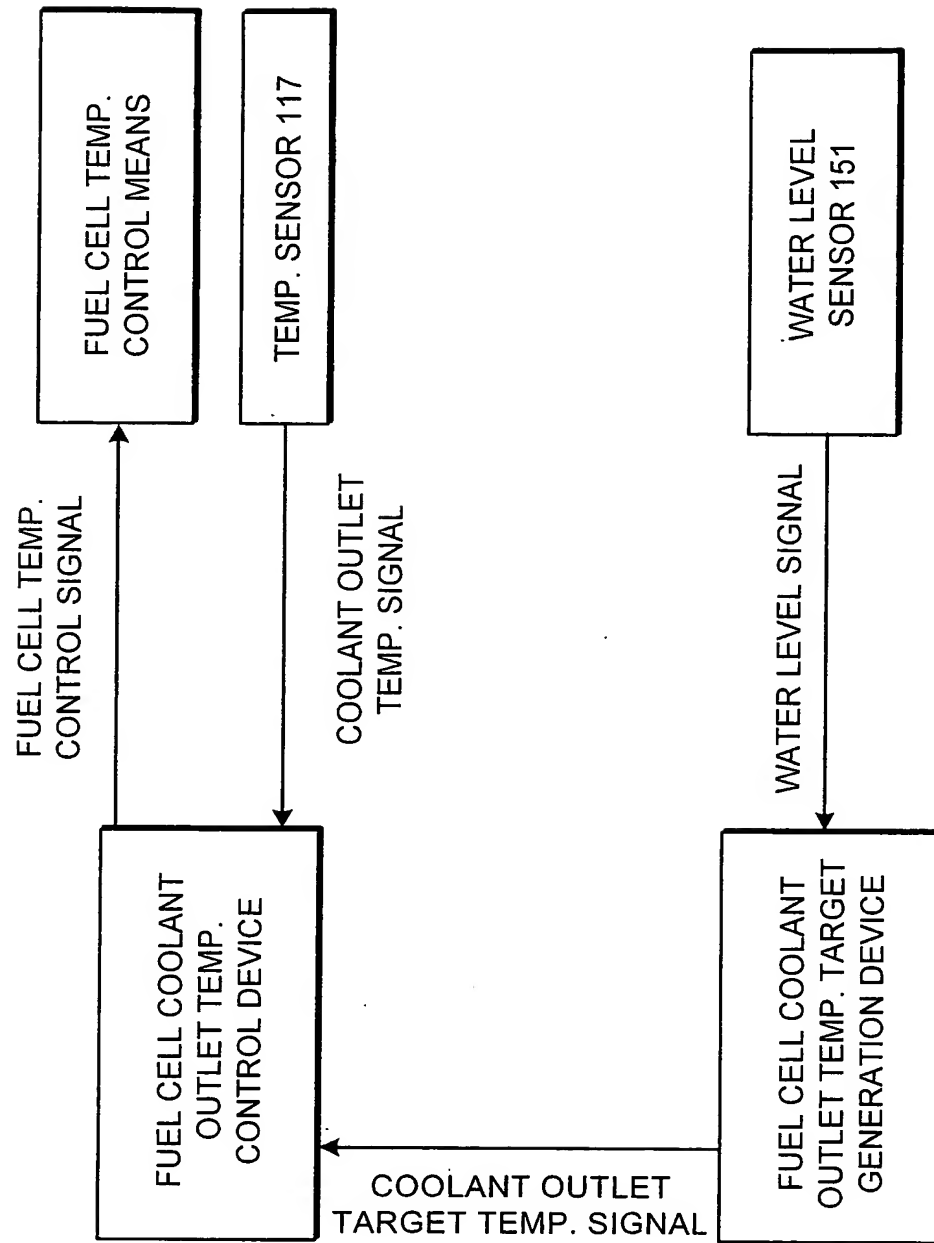 FUEL CELL TEMP.
CONTROL MEANS
TEMP. SENSOR 117
WATER LEVEL
SENSOR 151
FUEL CELL TEMP.
CONTROL SIGNAL
COOLANT OUTLET
TEMP. SIGNAL
WATER LEVEL SIGNAL
FUEL CELL COOLANT
OUTLET TEMP.
CONTROL DEVICE
FUEL CELL COOLANT
OUTLET TEMP. TARGET
GENERATION DEVICE
COOLANT OUTLET
TARGET TEMP. SIGNAL